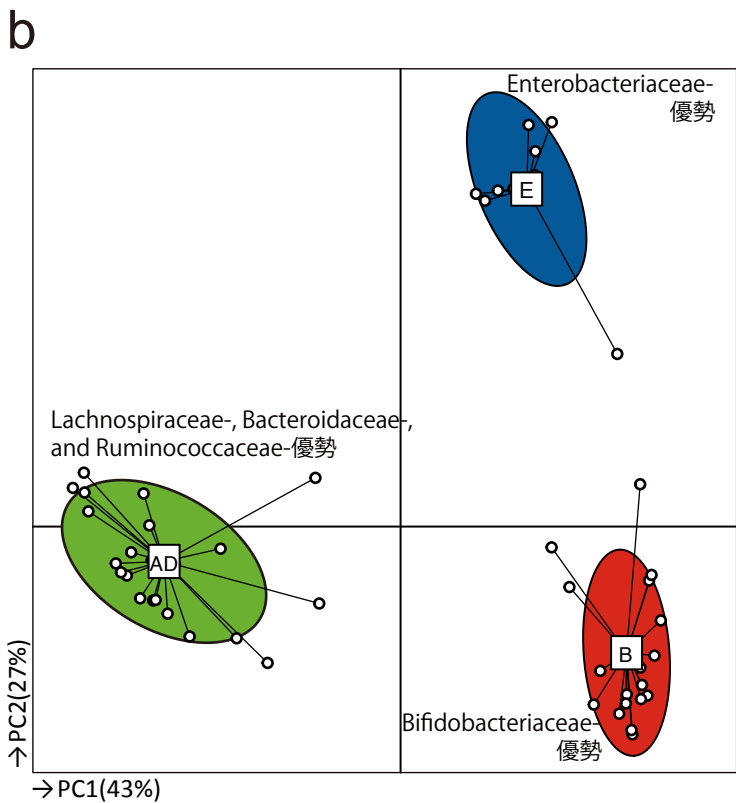 b
Enterobacteriaceae-
優勢
E
Lachnospiraceae-, Bacteroidaceae-,
and Ruminococcaceae-優勢
AD
B
Bifidobacteriaceae-
優勢
→PC2(27%)
→PC1(43%)